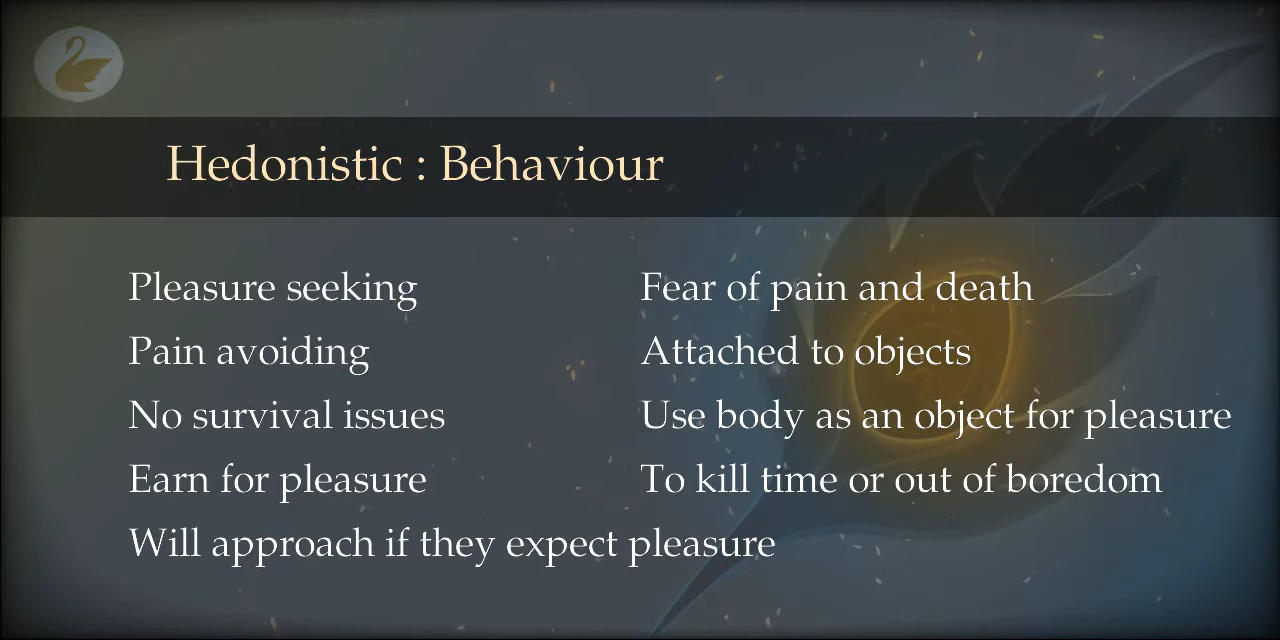 Hedonistic : Behaviour
Pleasure seeking
Pain avoiding
No survival issues
Earn for pleasure
Will approach if they expect pleasure
Fear of pain and death
Attached to objects
Use body as an object for pleasure
To kill time or out of boredom